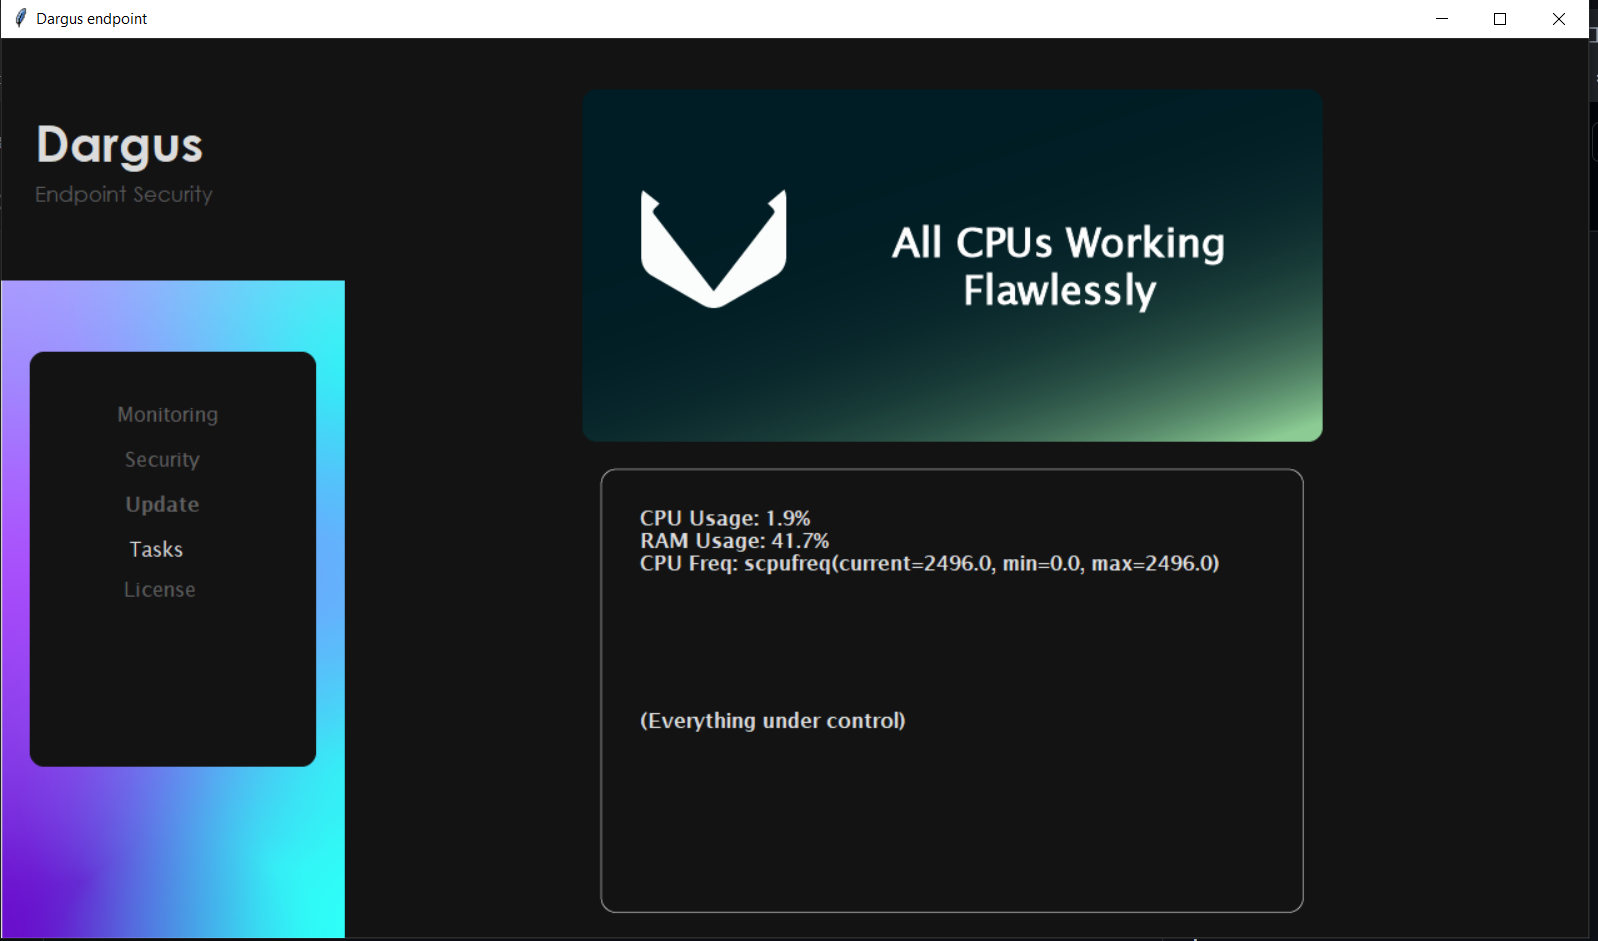 Dargus endpoint
Dargus
Endpoint Security
Monitoring
Security
Update
Tasks
License
All CPUs Working
Flawlessly
CPU Usage: 1.9%
RAM Usage: 41.7%
CPU Freq: scpufreq(current=2496.0, min=0.0, max=2496.0)
(Everything under control)